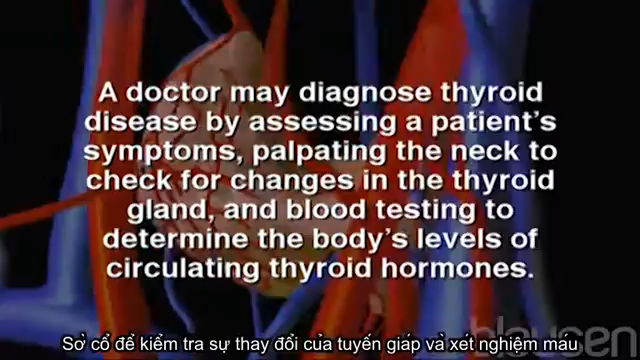 A doctor may diagnose thyroid
disease by assessing a patient's
symptoms, palpating the neck to
check for changes in the thyroid
gland, and blood testing to
determine the body's levels of
circulating thyroid hormones.
blausen
Sờ cổ để kiểm tra sự thay đổi của tuyến giáp và xét nghiệm máu